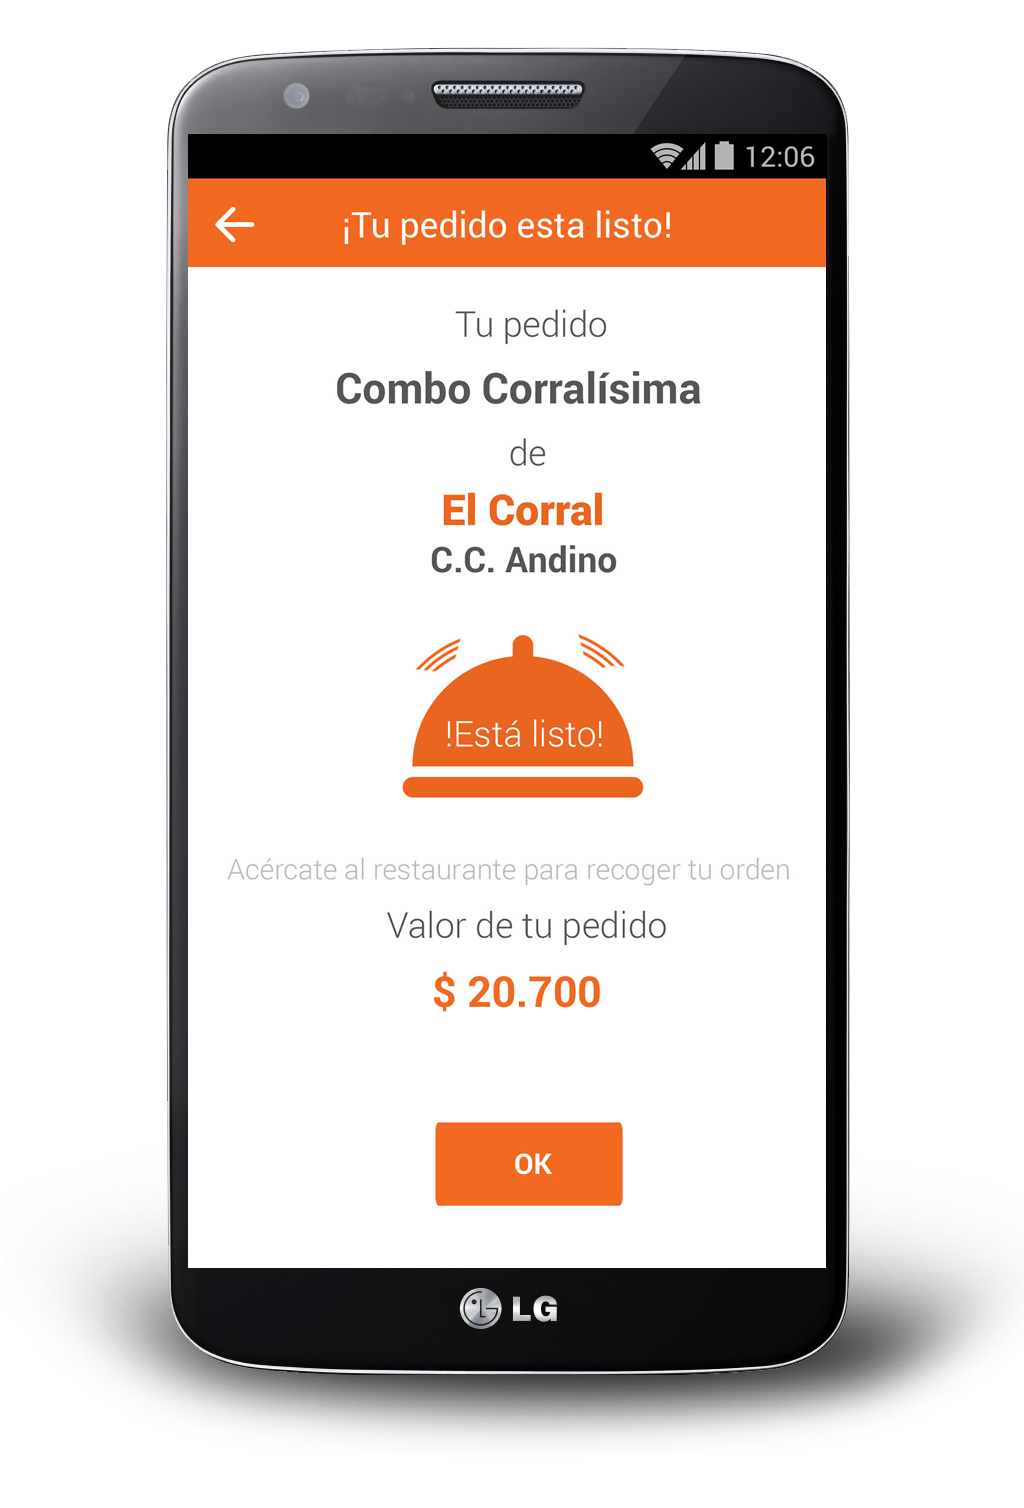 12:06
¡Tu pedido esta listo!
Tu pedido
Combo Corralísima
de
El Corral
C.C. Andino
!Está listo!
Acércate al restaurante para recoger tu orden
Valor de tu pedido
$ 20.700
OK
LG